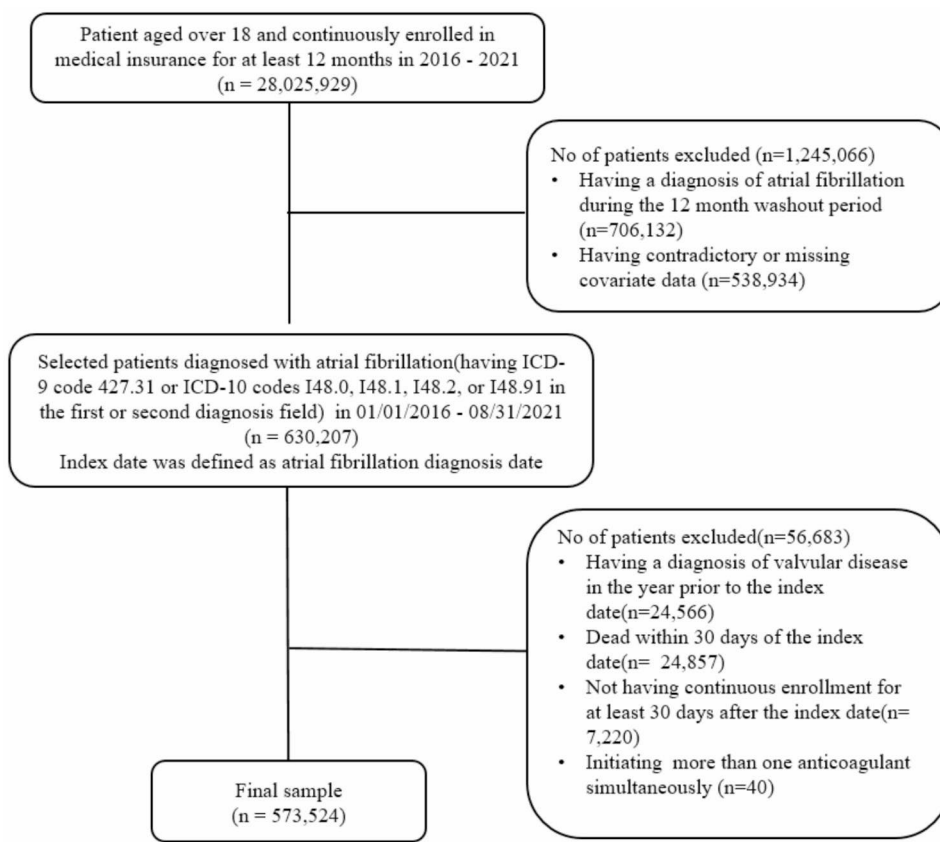 Patient aged over 18 and continuously enrolled in
medical insurance for at least 12 months in 2016 - 2021
(n = 28,025,929)
No of patients excluded (n=1,245,066)
• Having a diagnosis of atrial fibrillation
during the 12 month washout period
(n=706,132)
• Having contradictory or missing
covariate data (n=538,934)
Selected patients diagnosed with atrial fibrillation(having ICD-
9 code 427.31 or ICD-10 codes I48.0, I48.1, I48.2, or I48.91 in
the first or second diagnosis field) in 01/01/2016 - 08/31/2021
(n = 630,207)
Index date was defined as atrial fibrillation diagnosis date
No of patients excluded(n=56,683)
• Having a diagnosis of valvular disease
in the year prior to the index
date(n=24,566)
• Dead within 30 days of the index
date(n= 24,857)
• Not having continuous enrollment for
at least 30 days after the index date(n=
7,220)
• Initiating more than one anticoagulant
simultaneously (n=40)
Final sample
(n = 573,524)